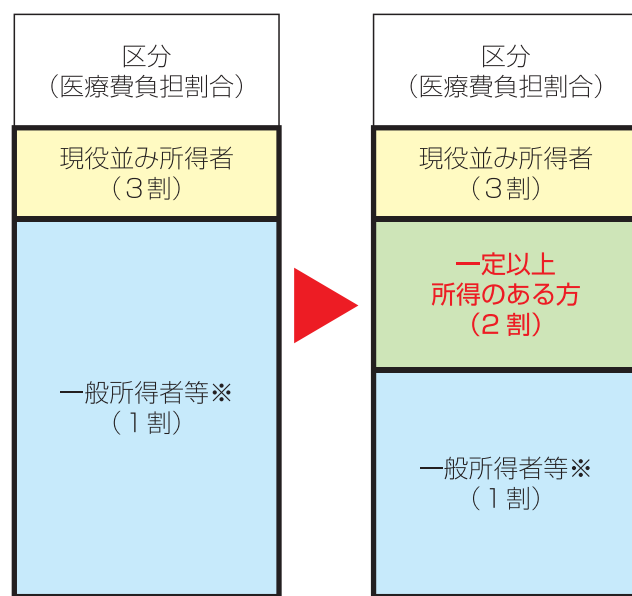 区分
（医療費負担割合）
現役並み所得者
（３割）
一般所得者等※
（１割）
区分
（医療費負担割合）
現役並み所得者
（３割）
一定以上
所得のある方
（２割）
一般所得者等※
（１割）